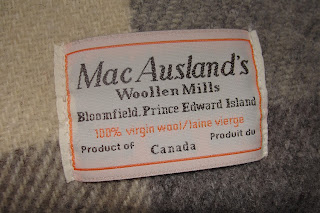 MacAusland's
Woollen Mills
Bloomfield, Prince Edward Island
100% virgin wool/laine vierge
Product of Canada Produit du